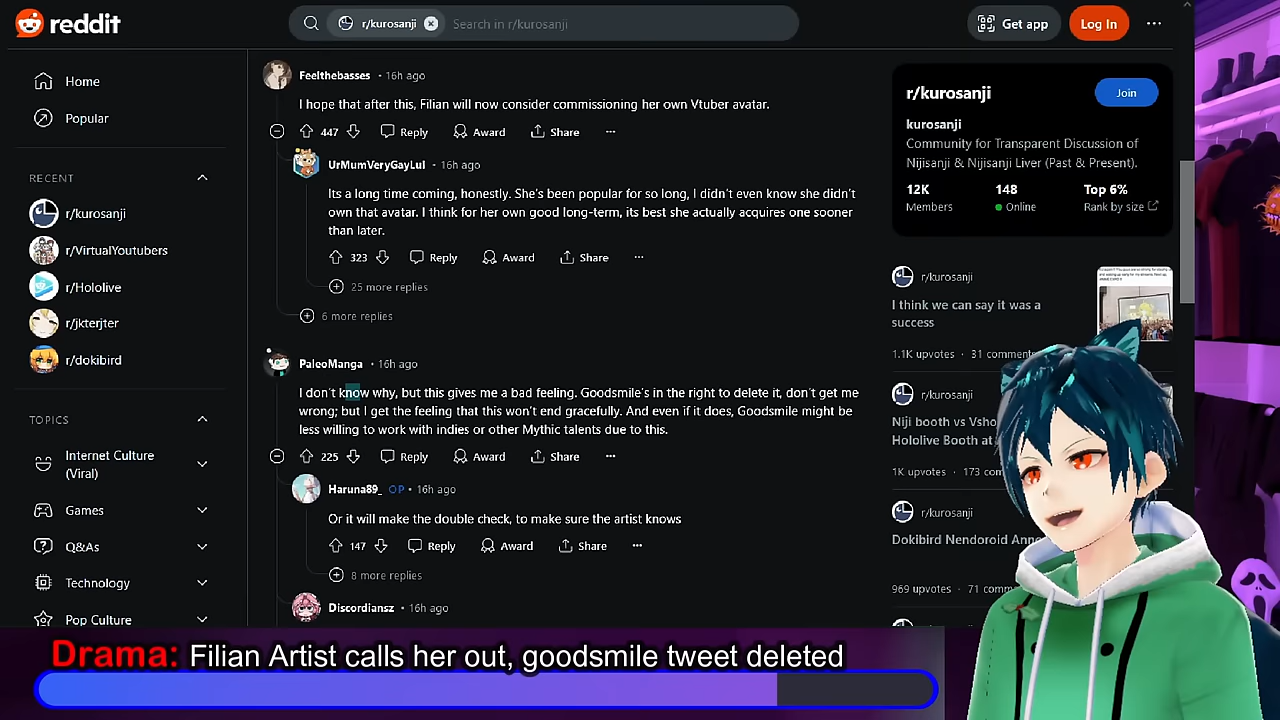 reddit
r/kurosanji
Search in r/kurosanji
Get app
Log In
Home
Popular
RECENT
r/kurosanji
r/VirtualYoutubers
r/Hololive
r/jkterjter
r/dokibird
TOPICS
Internet Culture
(Viral)
Games
Q&As
Technology
Pop Culture
Feelthebasses • 16h ago
I hope that after this, Filian will now consider commissioning her own Vtuber avatar.
447 Reply Award Share
UrMumVeryGayLul • 16h ago
Its a long time coming, honestly. She's been popular for so long, I didn't even know she didn't
own that avatar. I think for her own good long-term, its best she actually acquires one sooner
than later.
323 Reply Award Share
25 more replies
6 more replies
PaleoManga • 16h ago
I don't know why, but this gives me a bad feeling. Goodsmile's in the right to delete it, don't get me
wrong; but I get the feeling that this won't end gracefully. And even if it does, Goodsmile might be
less willing to work with indies or other Mythic talents due to this.
225 Reply Award Share
Haruna89_ OP • 16h ago
Or it will make the double check, to make sure the artist knows
147 Reply Award Share
8 more replies
Discordiansz • 16h ago
r/kurosanji
Join
kurosanji
Community for Transparent Discussion of
Nijisanji & Nijisanji Liver (Past & Present).
12K 148 Top 6%
Members Online Rank by size
r/kurosanji
I think we can say it was a
success
1.1K upvotes • 31 comments
r/kurosanji
Niji booth vs Vsho
Hololive Booth at
1K upvotes • 173 com
r/kurosanji
Dokibird Nendoroid Anno
969 upvotes • 71 comm
Drama: Filian Artist calls her out, goodsmile tweet deleted